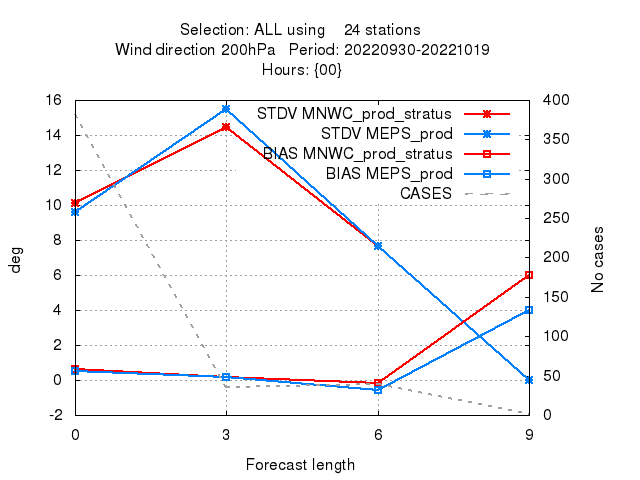 Selection: ALL using    24 stations
Wind direction 200hPa   Period: 20220930-20221019
Hours: {00}
STDV MNWC_prod_stratus
STDV MEPS_prod
BIAS MNWC_prod_stratus
BIAS MEPS_prod
CASES
16
14
12
10
8
6
4
2
0
-2
deg
400
350
300
250
200
150
100
50
0
No cases
0 3 6 9
Forecast length